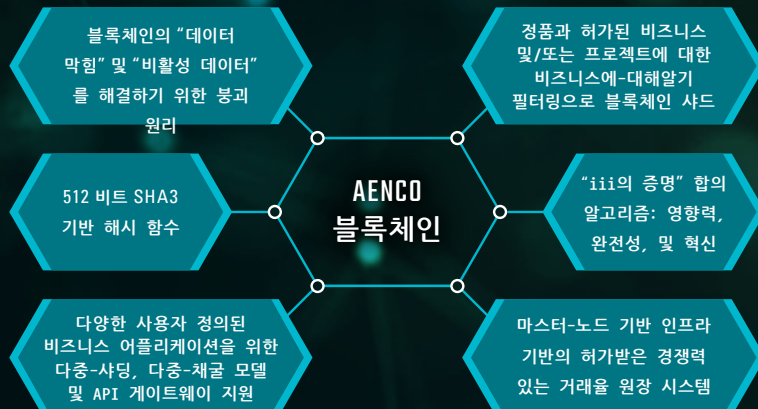 블록체인의 “데이터
막힘” 및 “비활성 데이터”
를 해결하기 위한 붕괴
원리
정품과 허가된 비즈니스
및/또는 프로젝트에 대한
비즈니스에-대해알기
필터링으로 블록체인 샤드
512 비트 SHA3
기반 해시 함수
AENCO
블록체인
“iii의 증명” 합의
알고리즘: 영향력,
완전성, 및 혁신
다양한 사용자 정의된
비즈니스 어플리케이션을 위한
다중-샤딩, 다중-채굴 모델
및 API 게이트웨이 지원
마스터-노드 기반 인프라
기반의 허가받은 경쟁력
있는 거래율 원장 시스템